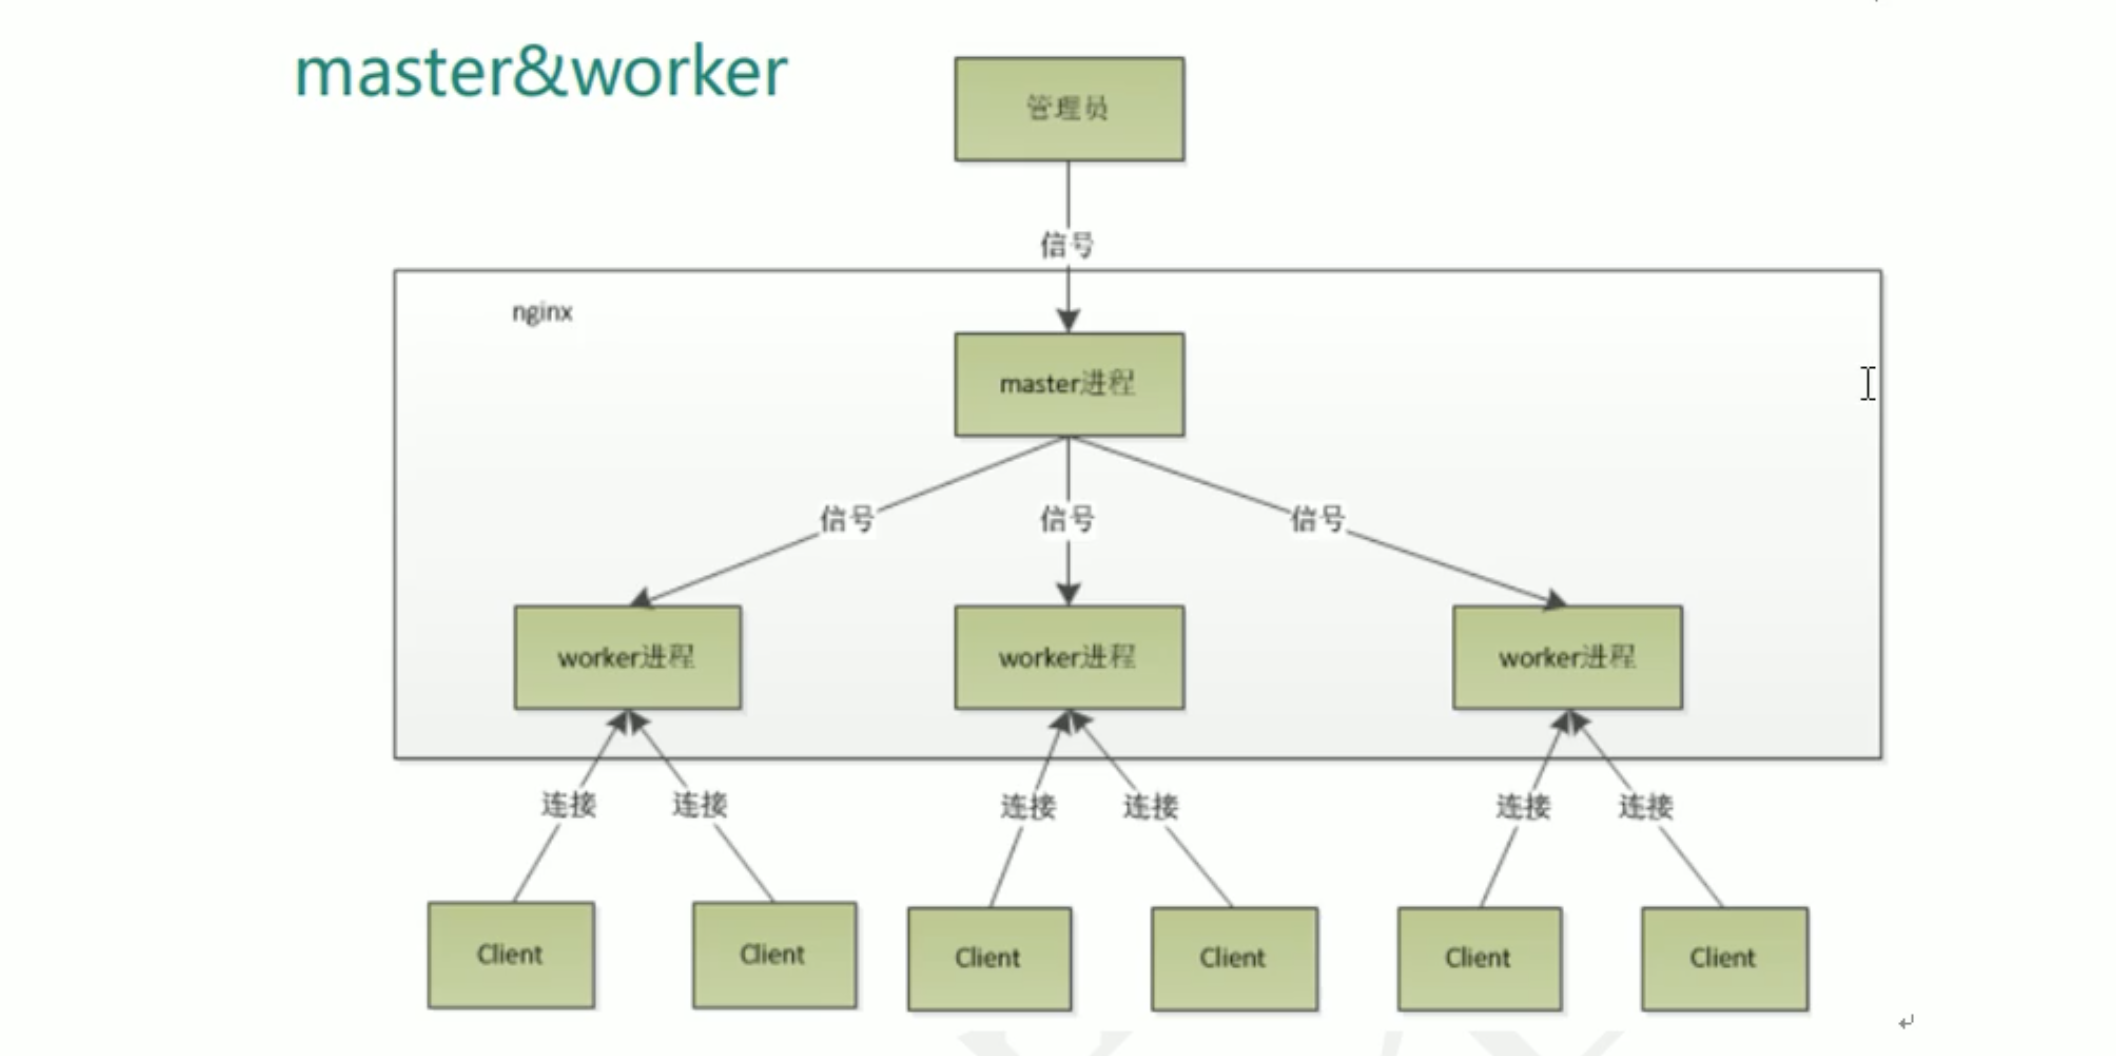 master&worker
管理员
信号
nginx
master进程
信号 信号 信号
worker进程 worker进程 worker进程
连接 连接 连接 连接 连接 连接
Client Client Client Client Client Client